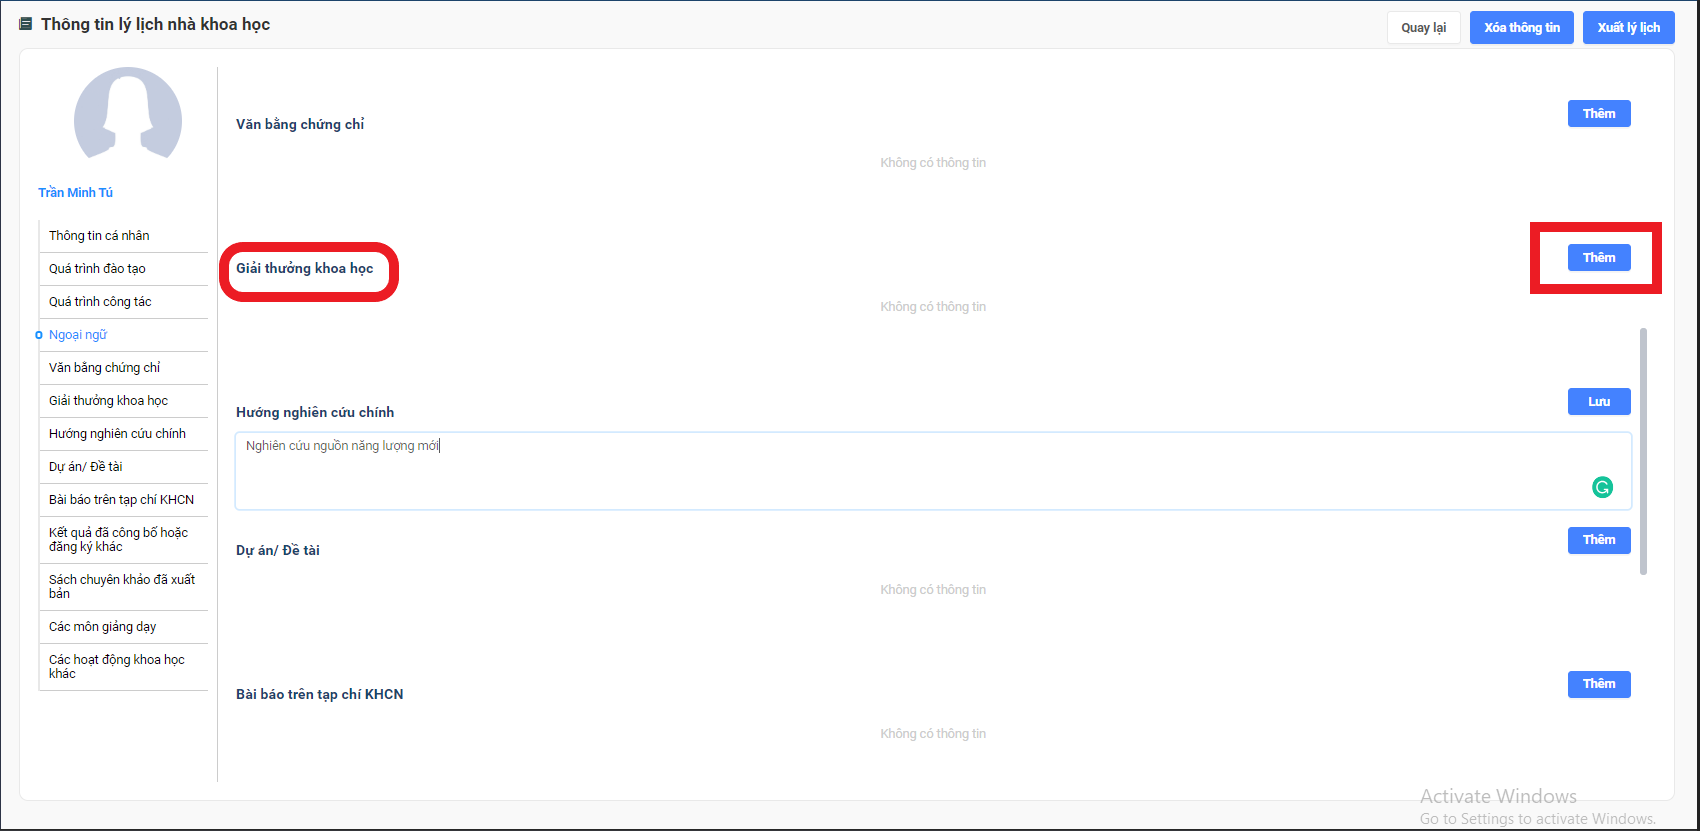 Thông tin lý lịch nhà khoa học
Quay lại
Xóa thông tin
Xuất lý lịch
Trần Minh Tú
Thông tin cá nhân
Quá trình đào tạo
Quá trình công tác
Ngoại ngữ
Văn bằng chứng chỉ
Giải thưởng khoa học
Hướng nghiên cứu chính
Dự án/ Đề tài
Bài báo trên tạp chí KHCN
Kết quả đã công bố hoặc
đăng ký khác
Sách chuyên khảo đã xuất
bản
Các môn giảng dạy
Các hoạt động khoa học
khác
Văn bằng chứng chỉ
Thêm
Không có thông tin
Giải thưởng khoa học
Thêm
Không có thông tin
Hướng nghiên cứu chính
Lưu
Nghiên cứu nguồn năng lượng mới
Dự án/ Đề tài
Thêm
Không có thông tin
Bài báo trên tạp chí KHCN
Thêm
Không có thông tin
Activate Windows
Go to Settings to activate Windows.